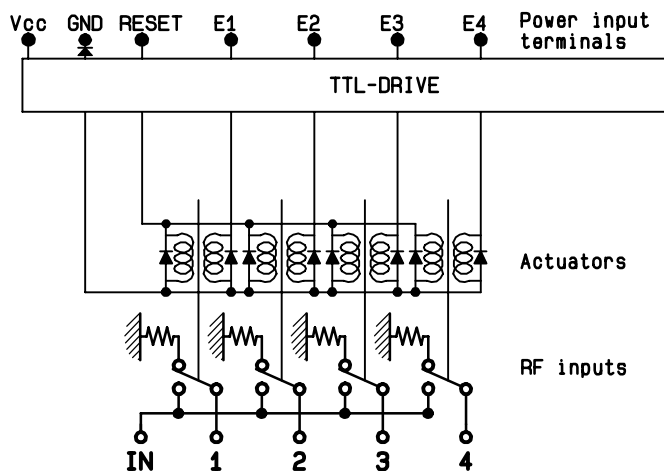 Vcc GND RESET E1 E2 E3 E4 Power input
terminals
TTL-DRIVE
Actuators
RF inputs
IN 1 2 3 4